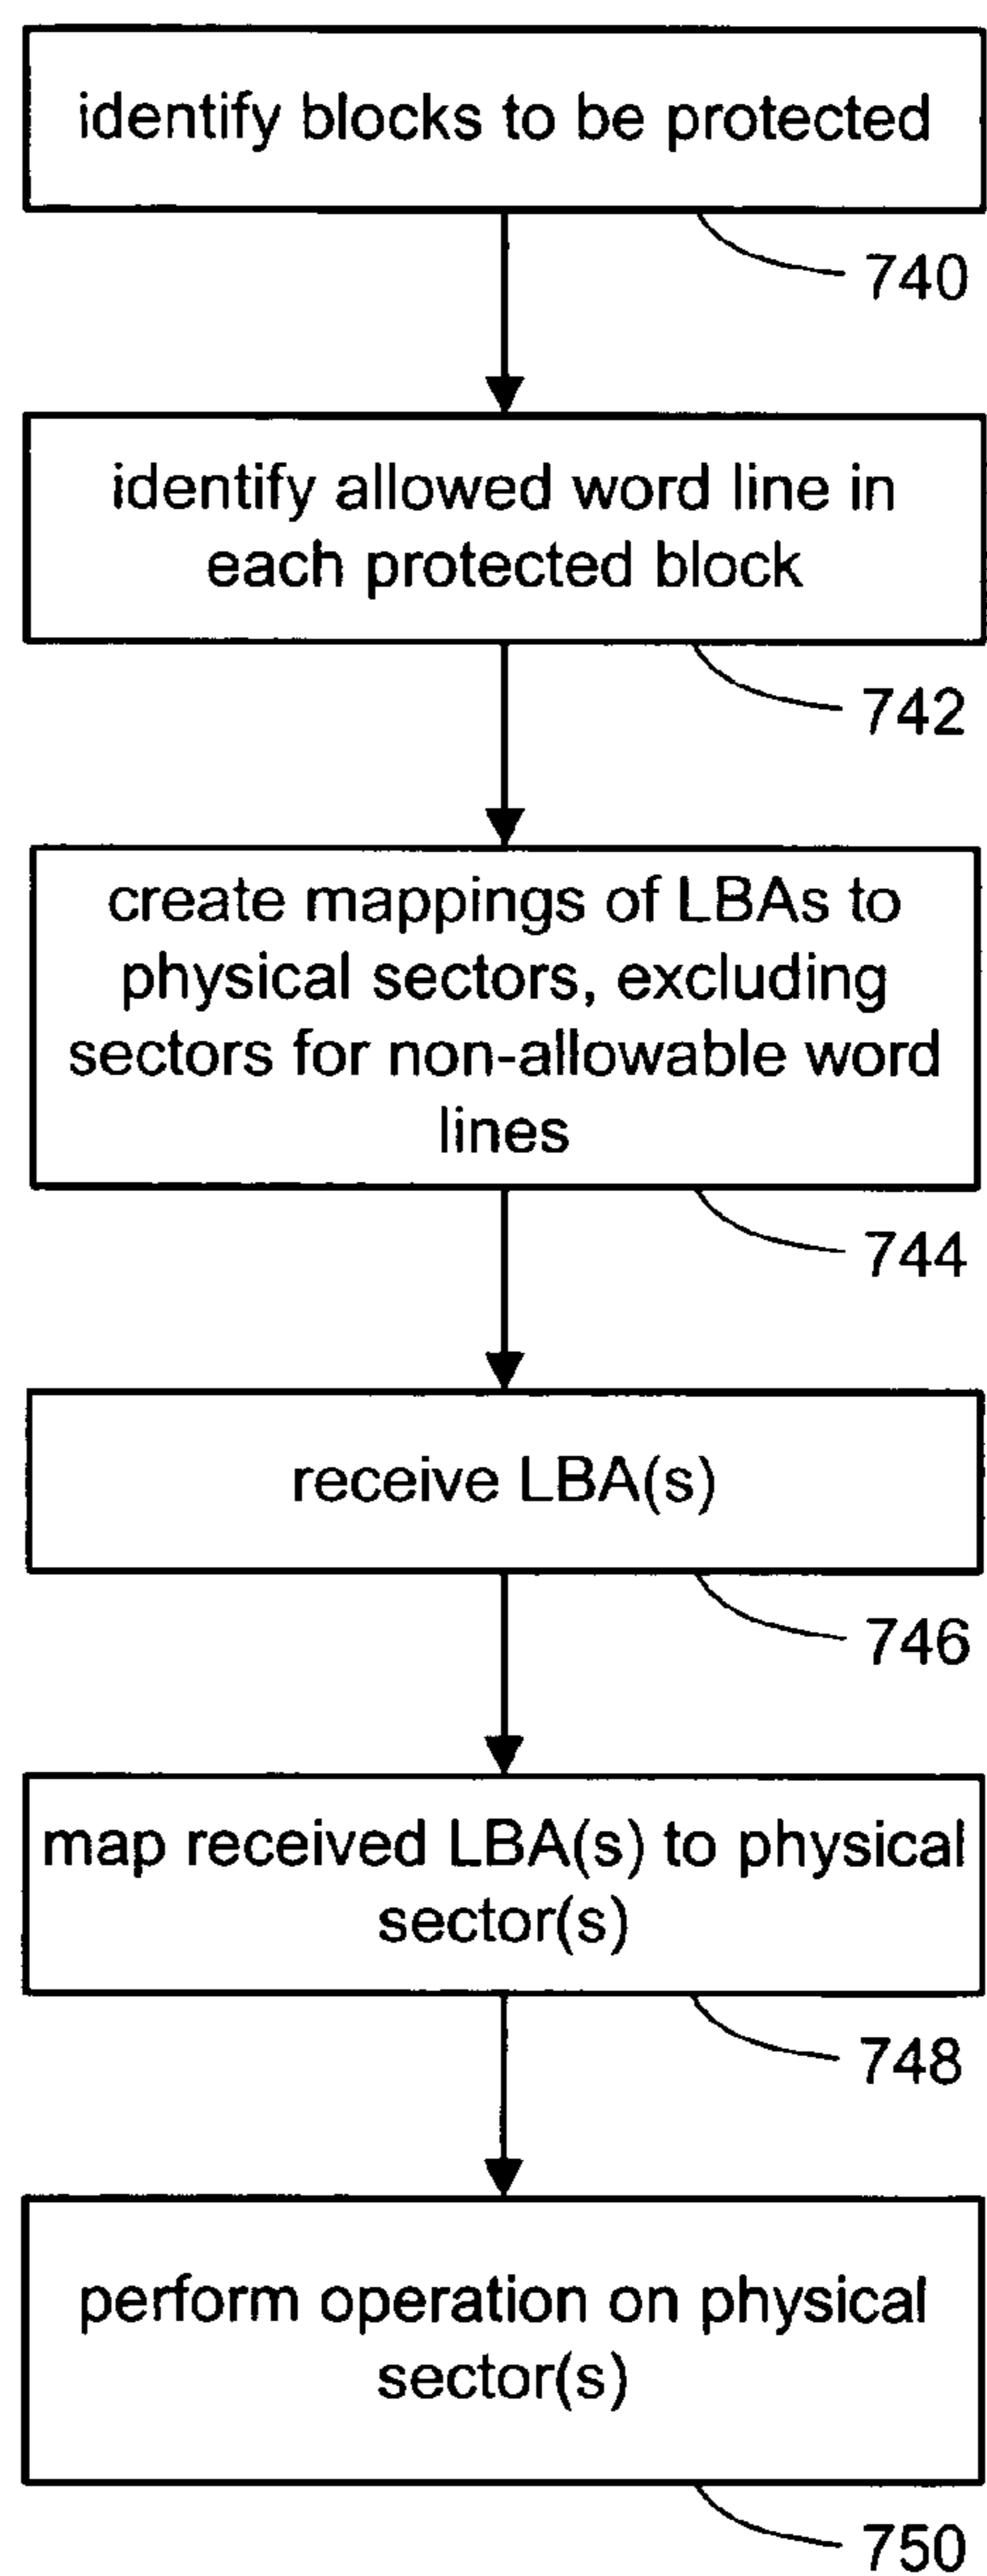 identify blocks to be protected
740
identify allowed word line in
each protected block
742
create mappings of LBAs to
physical sectors, excluding
sectors for non-allowable word
lines
744
receive LBA(s)
746
map received LBA(s) to physical
sector(s)
748
perform operation on physical
sector(s)
750